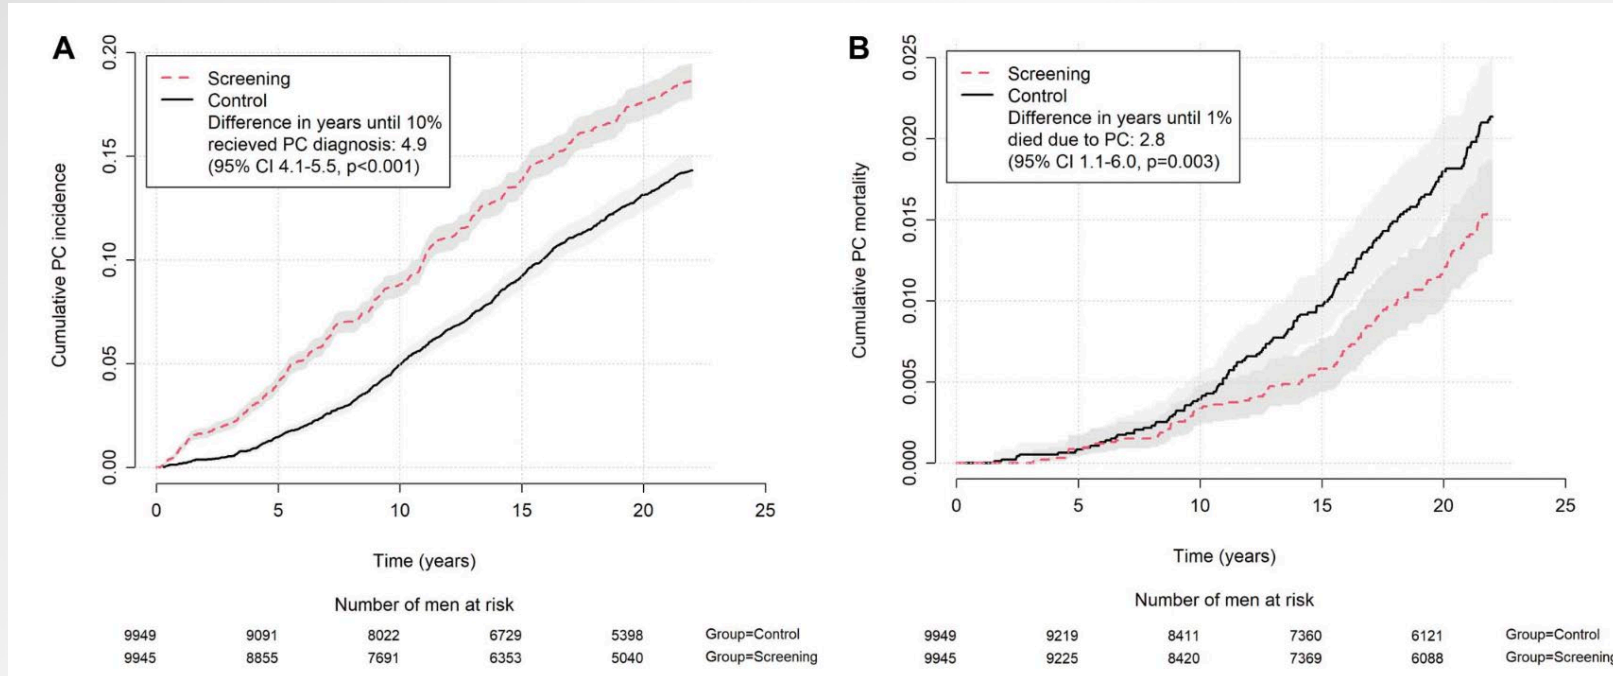 A
0.20
0.15
0.10
0.05
0.00
Cumulative PC incidence
Screening
Control
Difference in years until 10%
recieved PC diagnosis: 4.9
(95% CI 4.1-5.5, p<0.001)
0 5 10 15 20 25
Time (years)
Number of men at risk
9949 9091 8022 6729 5398 Group=Control
9945 8855 7691 6353 5040 Group=Screening
B
0.025
0.020
0.015
0.010
0.005
0.000
Cumulative PC mortality
Screening
Control
Difference in years until 1%
died due to PC: 2.8
(95% CI 1.1-6.0, p=0.003)
0 5 10 15 20 25
Time (years)
Number of men at risk
9949 9219 8411 7360 6121 Group=Control
9945 9225 8420 7369 6088 Group=Screening